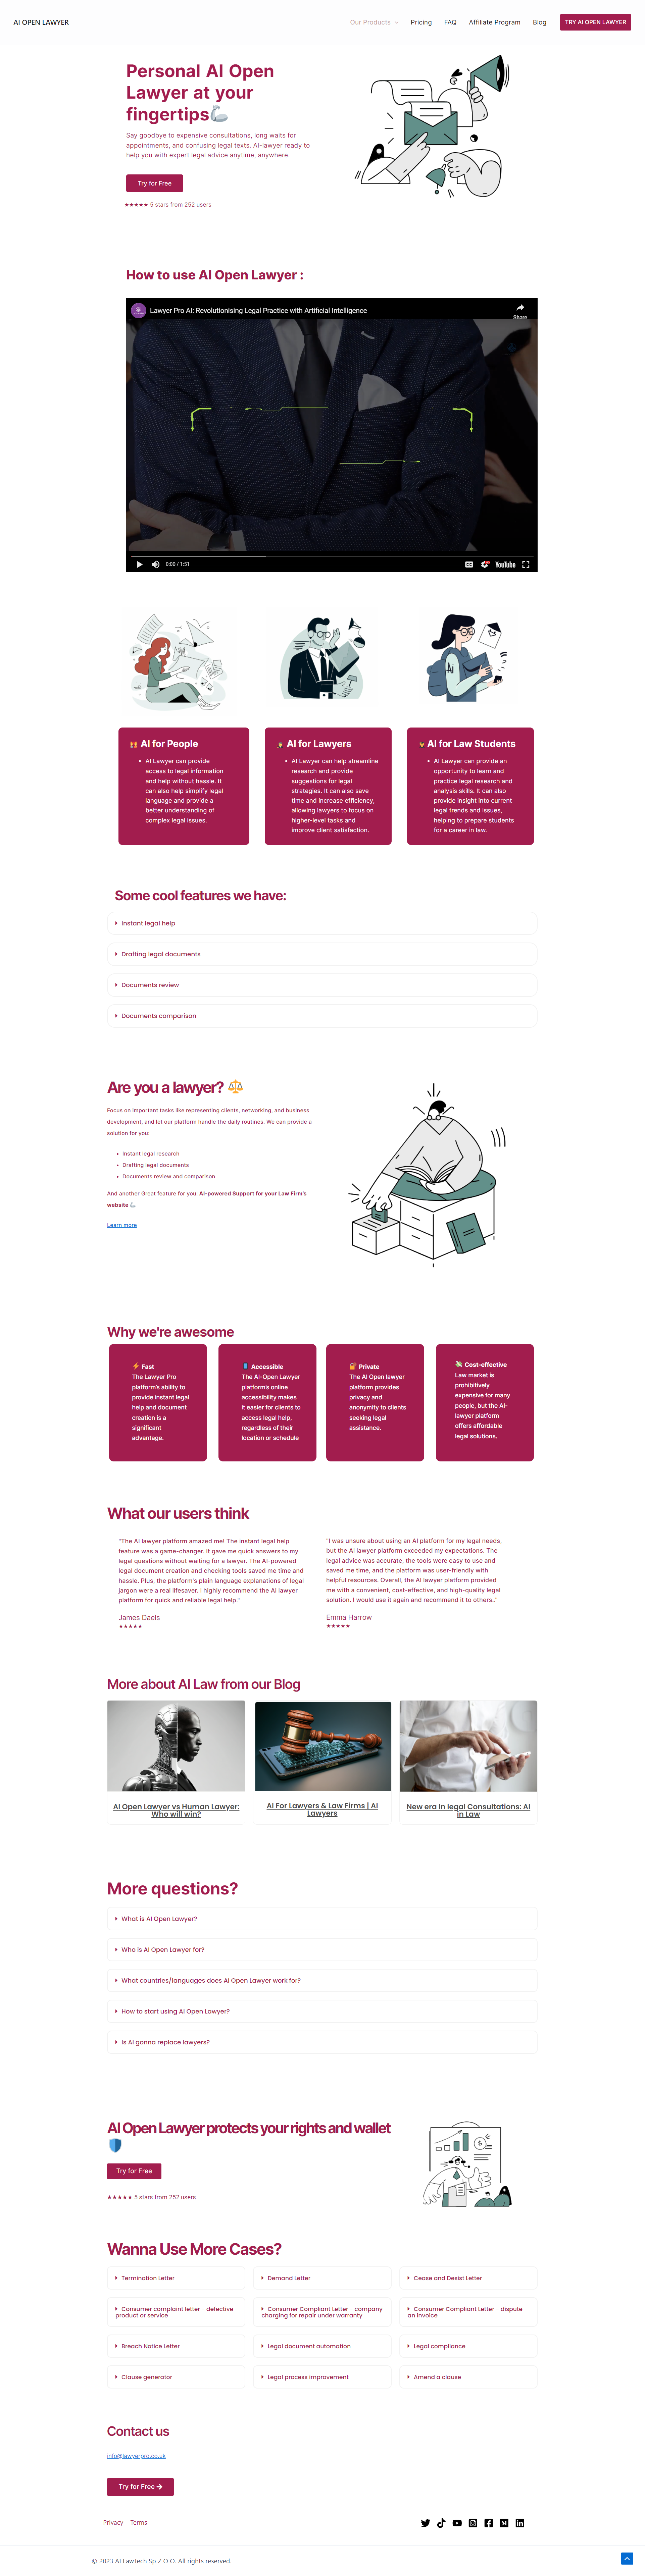 AI OPEN LAWYER
Our Products
Pricing
FAQ
Affiliate Program
Blog
TRY AI OPEN LAWYER
Personal AI Open
Lawyer at your
fingertips
Say goodbye to expensive consultations, long waits for
appointments, and confusing legal texts. AI-lawyer ready to
help you with expert legal advice anytime, anywhere.
Try for Free
★★★★★ 5 stars from 252 users
How to use AI Open Lawyer :
Lawyer Pro AI: Revolutionising Legal Practice with Artificial Intelligence
Share
0:00 / 1:51
YouTube
AI
AI for People
• AI Lawyer can provide
access to legal information
and help without hassle. It
can also help simplify legal
language and provide a
better understanding of
complex legal issues.
AI for Lawyers
• AI Lawyer can help streamline
research and provide
suggestions for legal
strategies. It can also save
time and increase efficiency,
allowing lawyers to focus on
higher-level tasks and
improve client satisfaction.
AI for Law Students
• AI Lawyer can provide an
opportunity to learn and
practice legal research and
analysis skills. It can also
provide insight into current
legal trends and issues,
helping to prepare students
for a career in law.
Some cool features we have:
Instant legal help
Drafting legal documents
Documents review
Documents comparison
Are you a lawyer?
Focus on important tasks like representing clients, networking, and business
development, and let our platform handle the daily routines. We can provide a
solution for you:
• Instant legal research
• Drafting legal documents
• Documents review and comparison
And another Great feature for you: AI-powered Support for your Law Firm's
website
Learn more
Why we're awesome
Fast
The Lawyer Pro
platform's ability to
provide instant legal
help and document
creation is a
significant
advantage.
Accessible
The AI-Open Lawyer
platform's online
accessibility makes
it easier for clients to
access legal help,
regardless of their
location or schedule
Private
The AI Open lawyer
platform provides
privacy and
anonymity to clients
seeking legal
assistance.
Cost-effective
Law market is
prohibitively
expensive for many
people, but the AI-
lawyer platform
offers affordable
legal solutions.
What our users think
"The AI lawyer platform amazed me! The instant legal help
feature was a game-changer. It gave me quick answers to my
legal questions without waiting for a lawyer. The AI-powered
legal document creation and checking tools saved me time and
hassle. Plus, the platform's plain language explanations of legal
jargon were a real lifesaver. I highly recommend the AI lawyer
platform for quick and reliable legal help."
James Daels
★★★★★
"I was unsure about using an AI platform for my legal needs,
but the AI lawyer platform exceeded my expectations. The
legal advice was accurate, the tools were easy to use and
saved me time, and the platform was user-friendly with
helpful resources. Overall, the AI lawyer platform provided
me with a convenient, cost-effective, and high-quality legal
solution. I would use it again and recommend it to others.."
Emma Harrow
★★★★★
More about AI Law from our Blog
AI Open Lawyer vs Human Lawyer:
Who will win?
AI For Lawyers & Law Firms | AI
Lawyers
New era In legal Consultations: AI
in Law
More questions?
What is AI Open Lawyer?
Who is AI Open Lawyer for?
What countries/languages does AI Open Lawyer work for?
How to start using AI Open Lawyer?
Is AI gonna replace lawyers?
AI Open Lawyer protects your rights and wallet
Try for Free
★★★★★ 5 stars from 252 users
Wanna Use More Cases?
Termination Letter
Demand Letter
Cease and Desist Letter
Consumer complaint letter - defective
product or service
Consumer Compliant Letter - company
charging for repair under warranty
Consumer Compliant Letter - dispute
an invoice
Breach Notice Letter
Legal document automation
Legal compliance
Clause generator
Legal process improvement
Amend a clause
Contact us
info@lawyerpro.co.uk
Try for Free
Privacy
Terms
© 2023 AI LawTech Sp Z O O. All rights reserved.